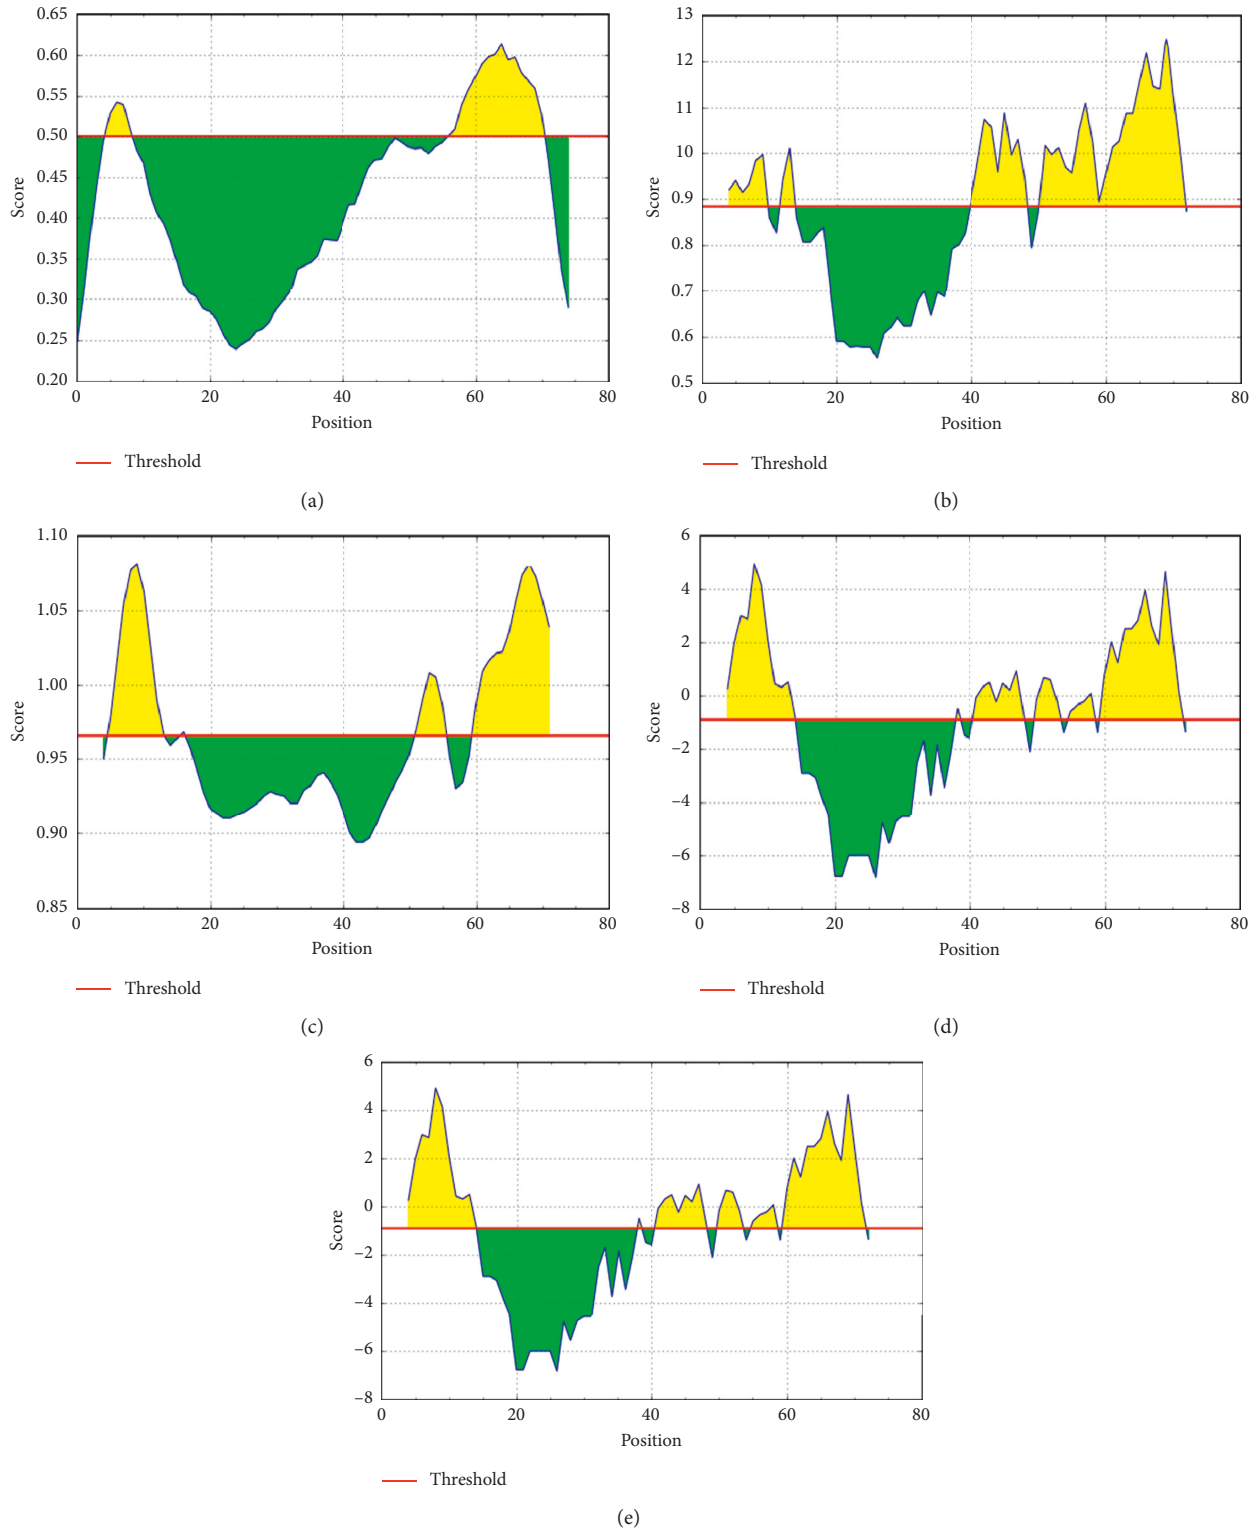 0.65
0.60
0.55
0.50
0.45
0.40
0.35
0.30
0.25
0.20
Score
0 20 40 60 80
Position
Threshold
(a)
13
12
11
10
0.9
0.8
0.7
0.6
0.5
Score
0 20 40 60 80
Position
Threshold
(b)
1.10
1.05
1.00
0.95
0.90
0.85
Score
0 20 40 60 80
Position
Threshold
(c)
6
4
2
0
−2
−4
−6
−8
Score
0 20 40 60 80
Position
Threshold
(d)
6
4
2
0
−2
−4
−6
−8
Score
0 20 40 60 80
Position
Threshold
(e)